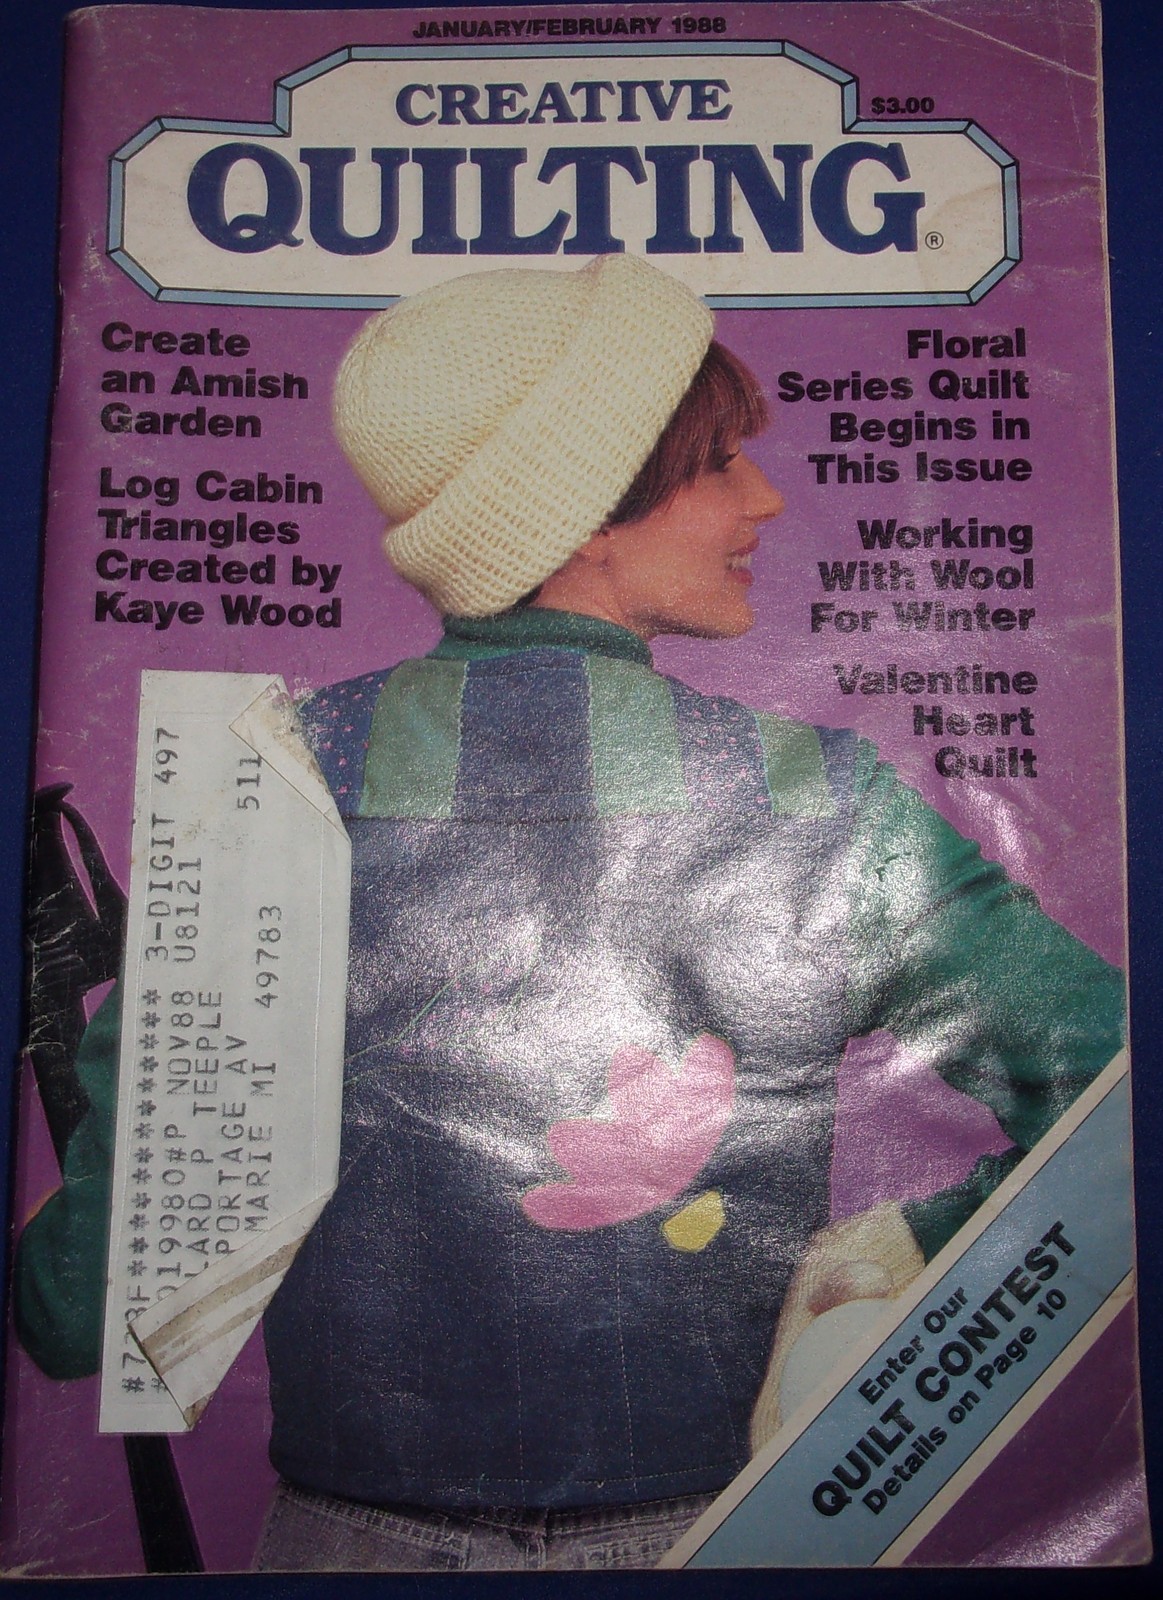 JANUARY/FEBRUARY 1988
CREATIVE
$3.00
QUILTING®
Create
an Amish
Garden
Log Cabin
Triangles
Created by
Kaye Wood
Floral
Series Quilt
Begins in
This Issue
Working
With Wool
For Winter
Valentine
Heart
Quilt
3-DIGIT 497
019980#P NOV88 U8121 511
LARD P TEEPLE
PORTAGE AV
MARIE MI 49783
Enter Our
QUILT CONTEST
Details on Page 10